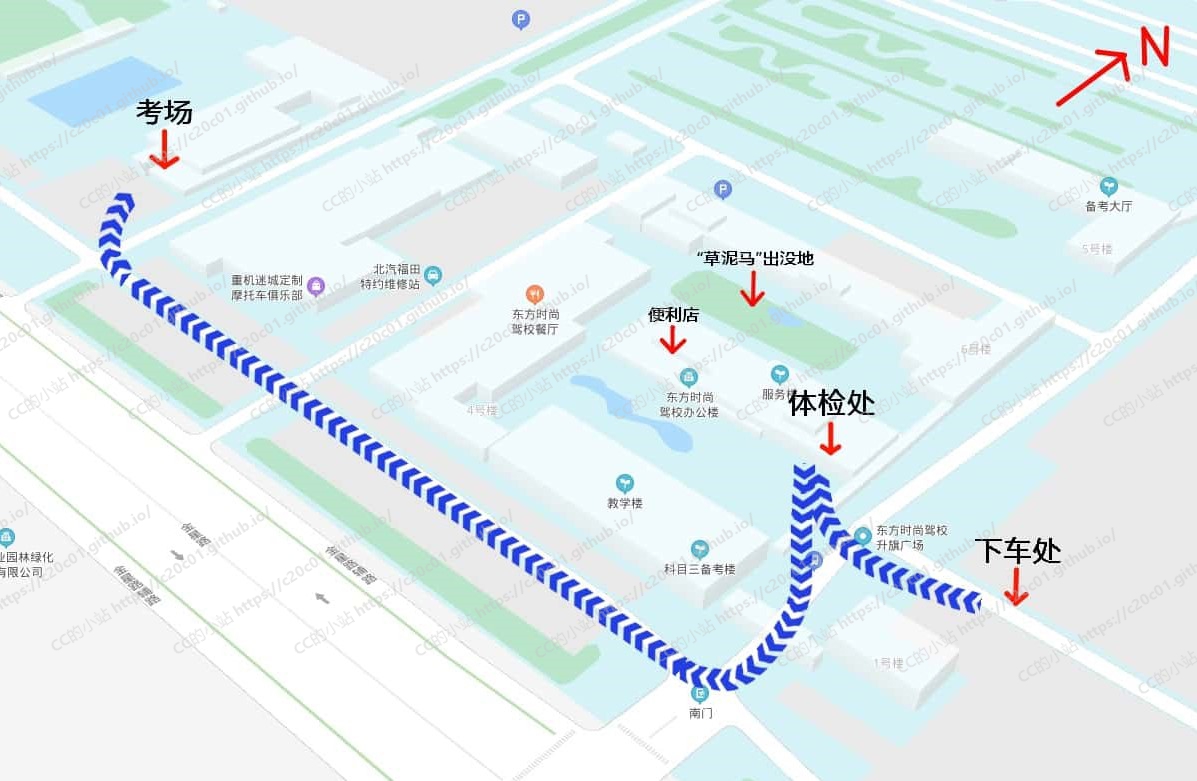 P
N
考场
P
备考大厅
5号楼
"草泥马"出没地
重机迷城定制
摩托车俱乐部
北汽福田
特约维修站
东方时尚
驾校餐厅
便利店
6号楼
东方时尚
驾校办公楼
服务楼
体检处
4号楼
教学楼
科目三备考楼
东方时尚驾校
升旗广场
下车处
1号楼
南门
业园林绿化
有限公司
CC的小站 https://c20c01.github.io/